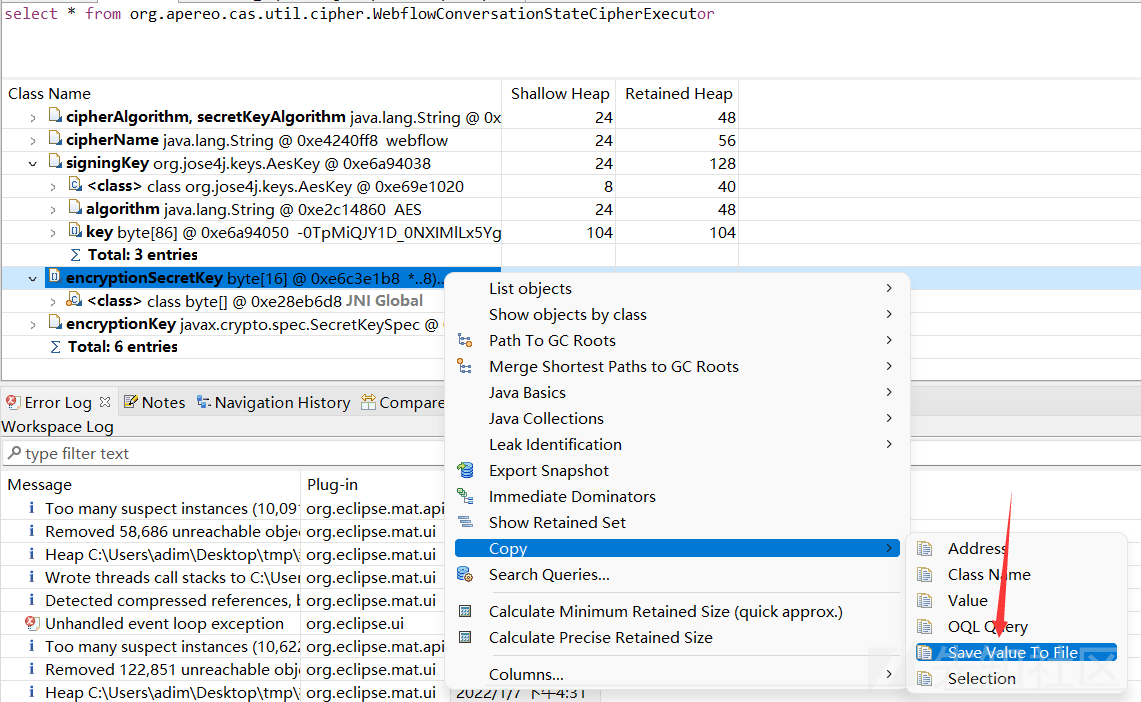 select * from org.apereo.cas.util.cipher.WebflowConversationStateCipherExecutor
Class Name Shallow Heap Retained Heap
cipherAlgorithm, secretKeyAlgorithm java.lang.String @ 0x 24 48
cipherName java.lang.String @ 0xe4240ff8 webflow 24 56
signingKey org.jose4j.keys.AesKey @ 0xe6a94038 24 128
<class> class org.jose4j.keys.AesKey @ 0xe69e1020 8 40
algorithm java.lang.String @ 0xe2c14860 AES 24 48
key byte[86] @ 0xe6a94050 -0TpMiQJY1D_0NXIMlLx5Yg 104 104
Σ Total: 3 entries
encryptionSecretKey byte[16] @ 0xe6c3e1b8 *..8)..
<class> class byte[] @ 0xe28eb6d8 JNI Global
encryptionKey javax.crypto.spec.SecretKeySpec @
Σ Total: 6 entries
List objects
Show objects by class
Path To GC Roots
Merge Shortest Paths to GC Roots
Java Basics
Java Collections
Leak Identification
Export Snapshot
Immediate Dominators
Show Retained Set
Copy
Search Queries...
Calculate Minimum Retained Size (quick approx.)
Calculate Precise Retained Size
Columns...
Address
Class Name
Value
OQL Query
Save Value To File
Selection
Error Log Notes Navigation History Compare
Workspace Log
type filter text
Message Plug-in
Too many suspect instances (10,09 org.eclipse.mat.api
Removed 58,686 unreachable obje org.eclipse.mat.ui
Heap C:\Users\adim\Desktop\tmp\ org.eclipse.mat.ui
Wrote threads call stacks to C:\User org.eclipse.mat.ui
Detected compressed references, b org.eclipse.mat.ui
Unhandled event loop exception org.eclipse.ui
Too many suspect instances (10,622 org.eclipse.mat.api
Removed 122,851 unreachable obj org.eclipse.mat.ui
Heap C:\Users\adim\Desktop\tmp\ org.eclipse.mat.ui 2022/1/7 下午4:31